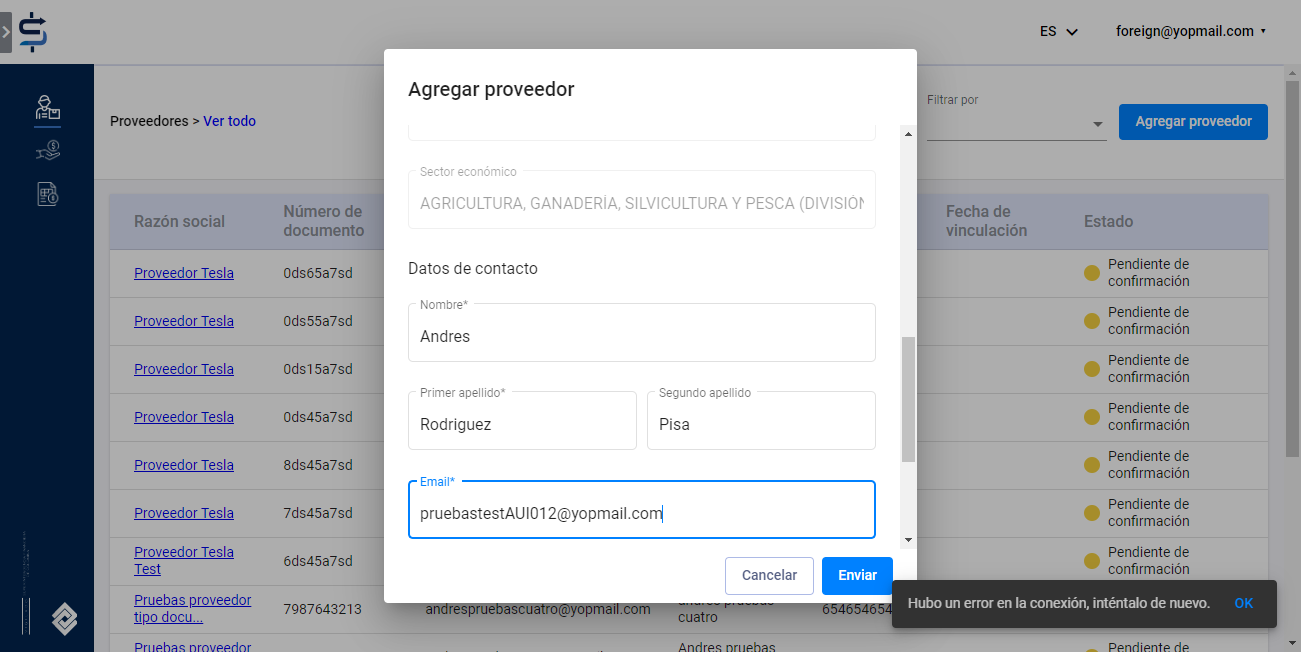 ES
foreign@yopmail.com
Agregar proveedor
Proveedores > Ver todo
Filtrar por
Agregar proveedor
Sector económico
AGRICULTURA, GANADERÍA, SILVICULTURA Y PESCA (DIVISIÓN
Datos de contacto
Nombre*
Andres
Primer apellido*
Segundo apellido
Rodriguez
Pisa
Email*
pruebastestAUI012@yopmail.com
Cancelar
Enviar
Razón social
Número de
documento
Fecha de
vinculación
Estado
Proveedor Tesla
0ds65a7sd
Pendiente de
confirmación
Proveedor Tesla
0ds55a7sd
Pendiente de
confirmación
Proveedor Tesla
0ds15a7sd
Pendiente de
confirmación
Proveedor Tesla
0ds45a7sd
Pendiente de
confirmación
Proveedor Tesla
8ds45a7sd
Pendiente de
confirmación
Proveedor Tesla
7ds45a7sd
Pendiente de
confirmación
Proveedor Tesla
Test
6ds45a7sd
Pendiente de
confirmación
Pruebas proveedor
tipo docu...
7987643213
andrespruebascuatro@yopmail.com
andres pruebas
cuatro
654654654
Hubo un error en la conexión, inténtalo de nuevo.
OK
Pruebas proveedor
Andres pruebas
Pendiente de